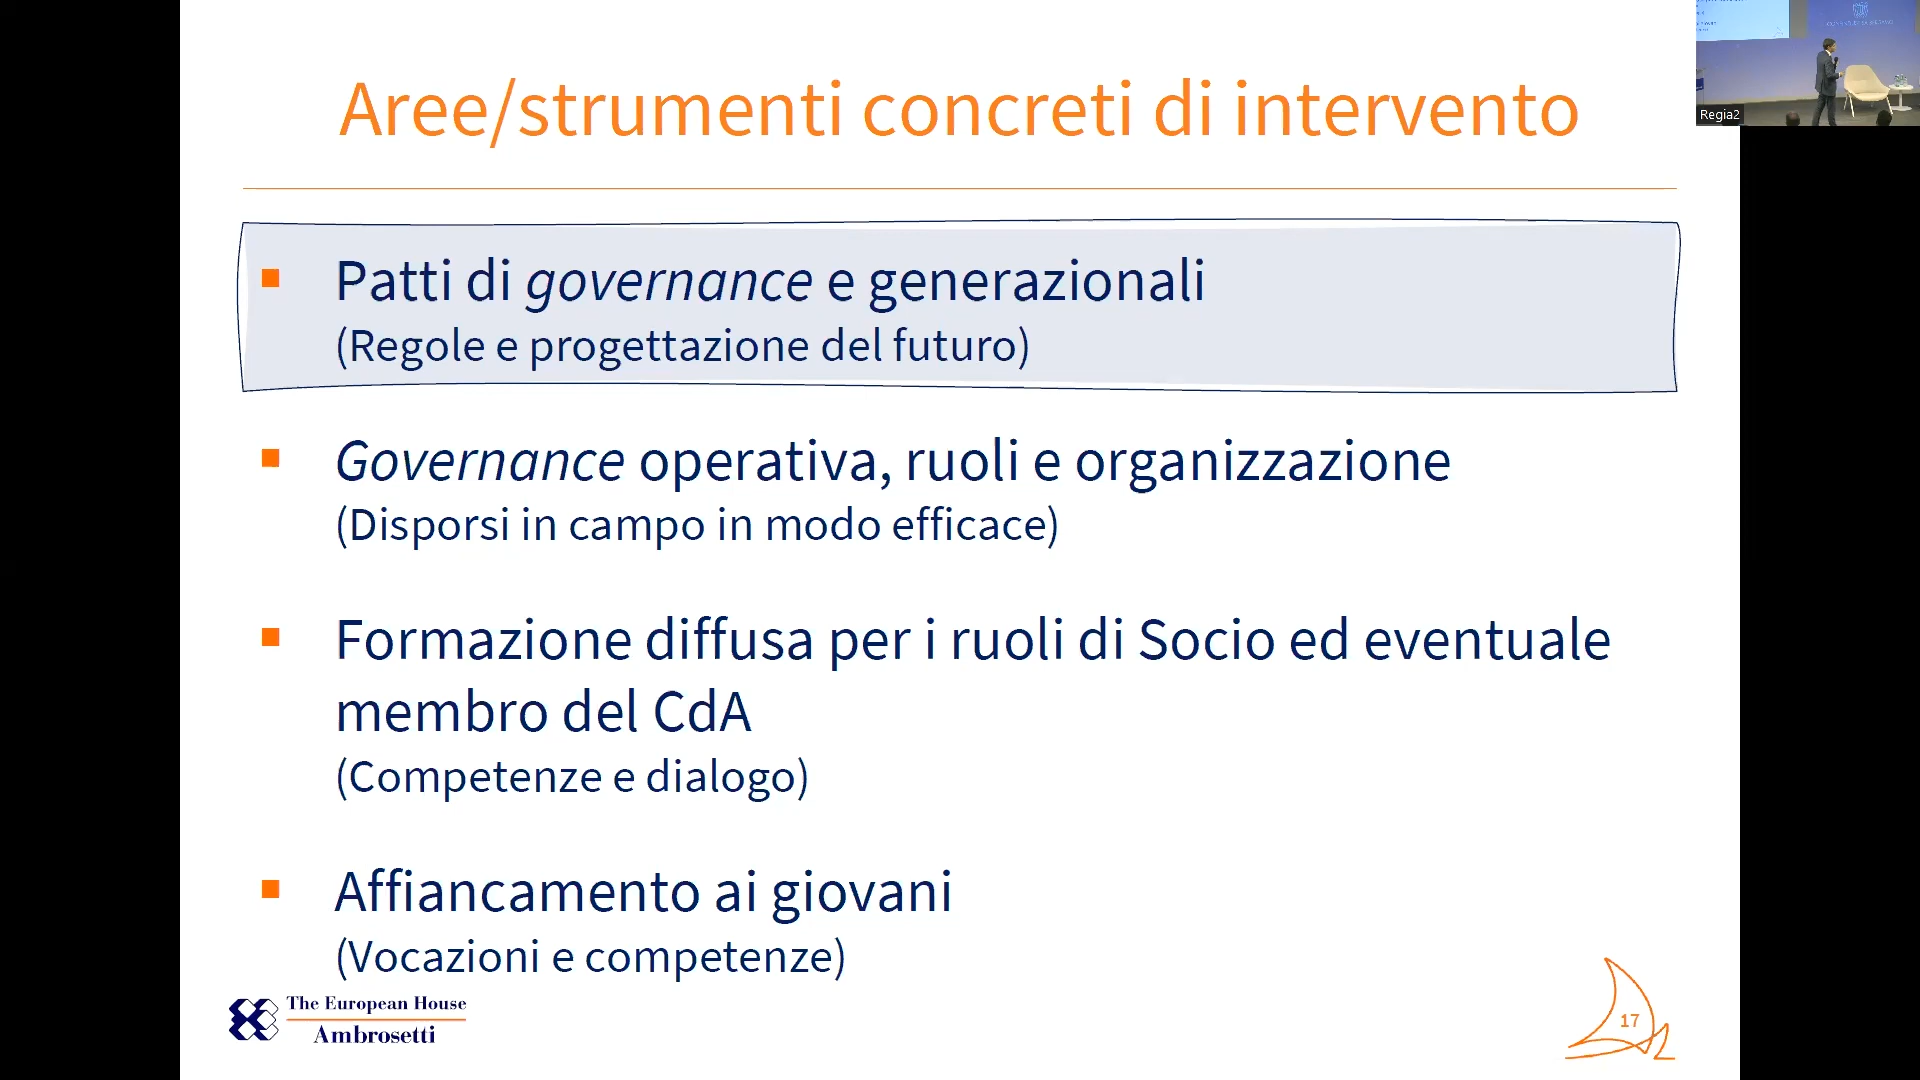 Aree/strumenti concreti di intervento
Regia2
▪ Patti di governance e generazionali
(Regole e progettazione del futuro)
▪ Governance operativa, ruoli e organizzazione
(Disporsi in campo in modo efficace)
▪ Formazione diffusa per i ruoli di Socio ed eventuale
membro del CdA
(Competenze e dialogo)
▪ Affiancamento ai giovani
(Vocazioni e competenze)
The European House
Ambrosetti
17